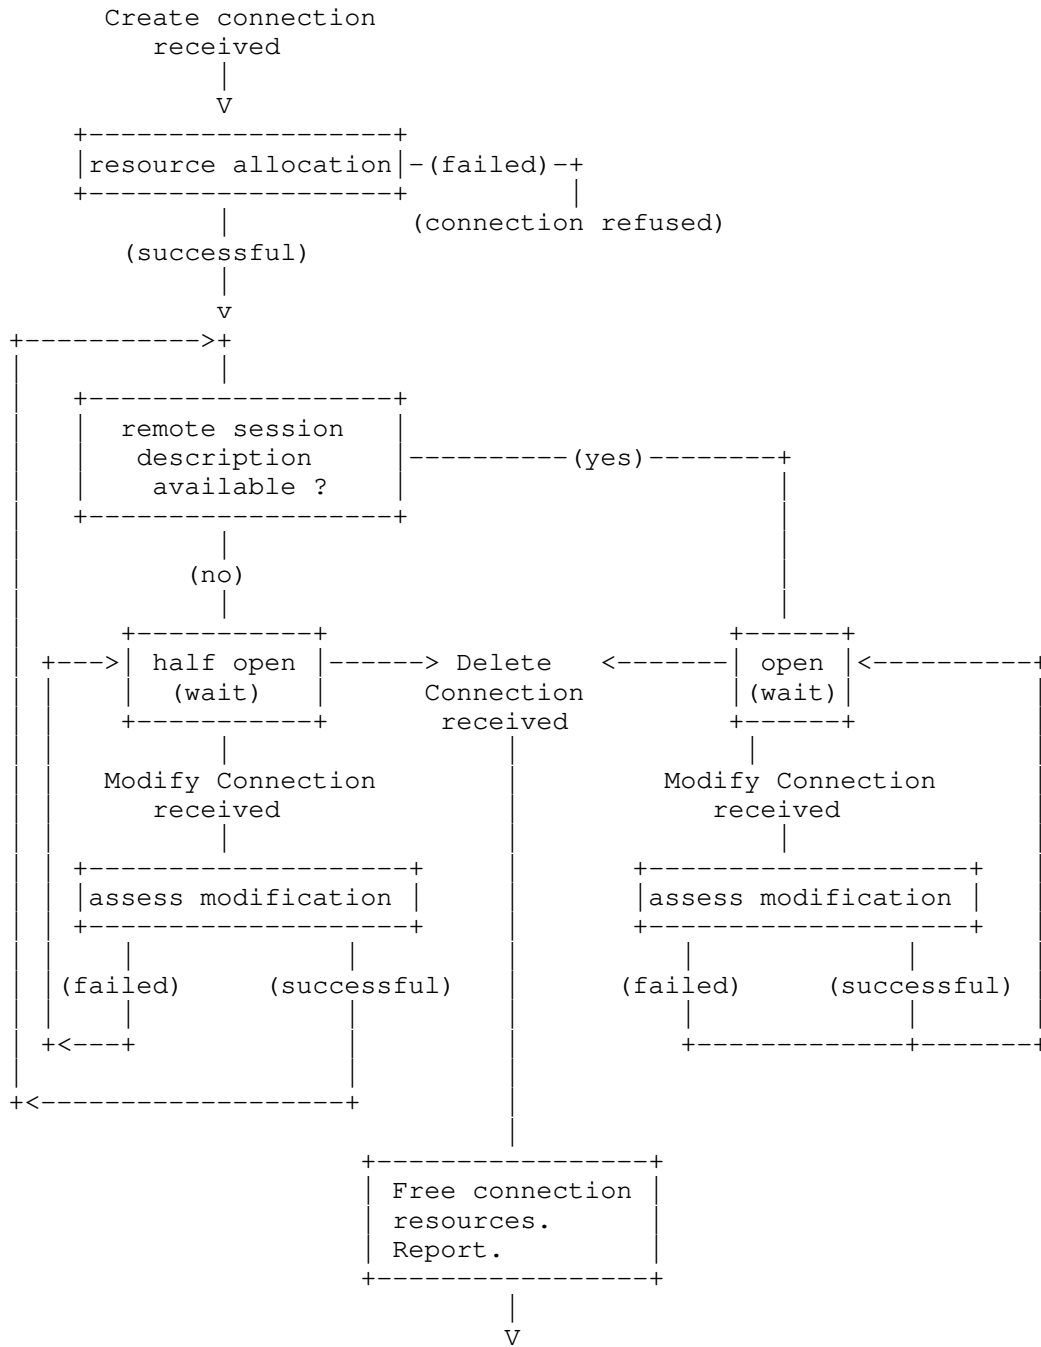 Create connection
received
V
resource allocation -(failed)-+
(connection refused)
(successful)
v
remote session
description (yes)
available ?
(no)
half open Delete open
(wait) Connection (wait)
received
Modify Connection Modify Connection
received received
assess modification assess modification
(failed) (successful) (failed) (successful)
Free connection
resources.
Report.
V